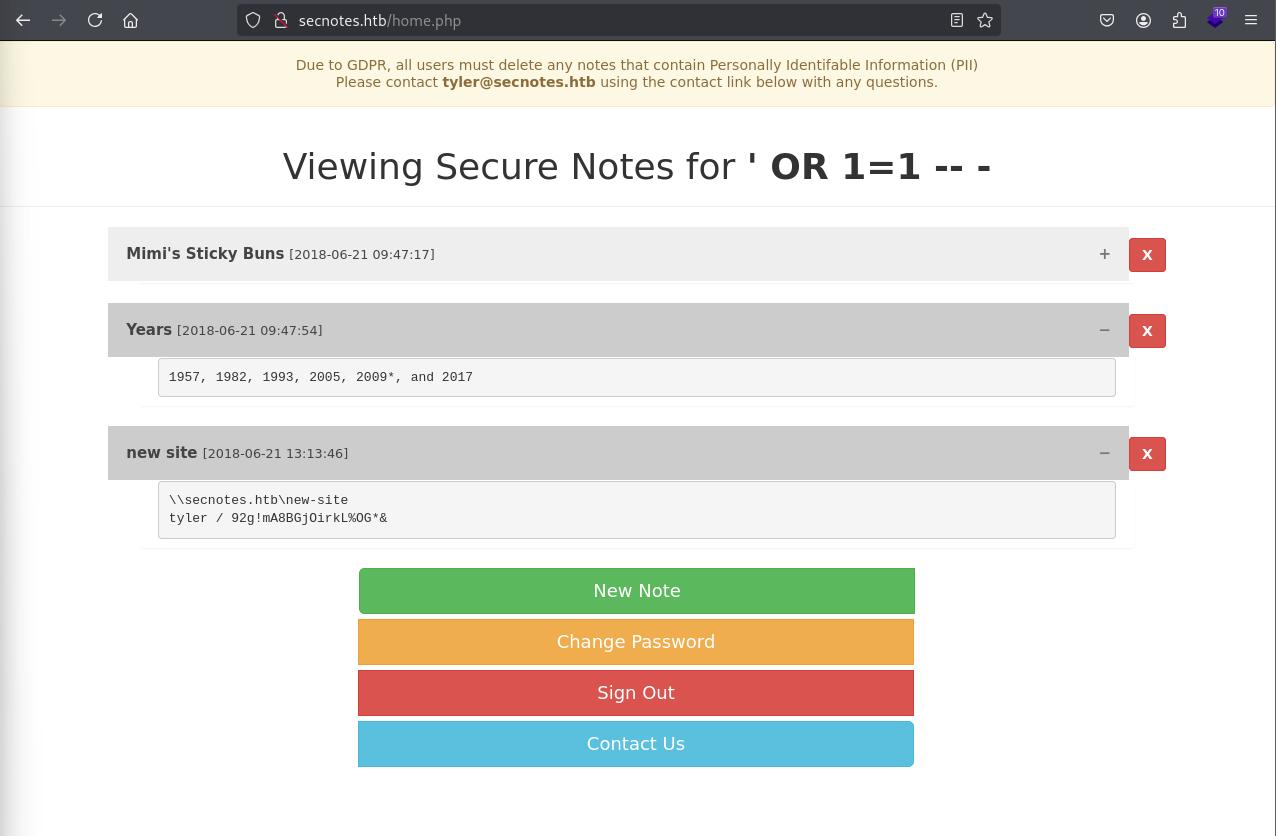 secnotes.htb/home.php
10
Due to GDPR, all users must delete any notes that contain Personally Identifable Information (PII)
Please contact tyler@secnotes.htb using the contact link below with any questions.
Viewing Secure Notes for ' OR 1=1 -- -
Mimi's Sticky Buns [2018-06-21 09:47:17] + X
Years [2018-06-21 09:47:54] − X
1957, 1982, 1993, 2005, 2009*, and 2017
new site [2018-06-21 13:13:46] − X
\\secnotes.htb\new-site
tyler / 92g!mA8BGjOirkL%OG*&
New Note
Change Password
Sign Out
Contact Us